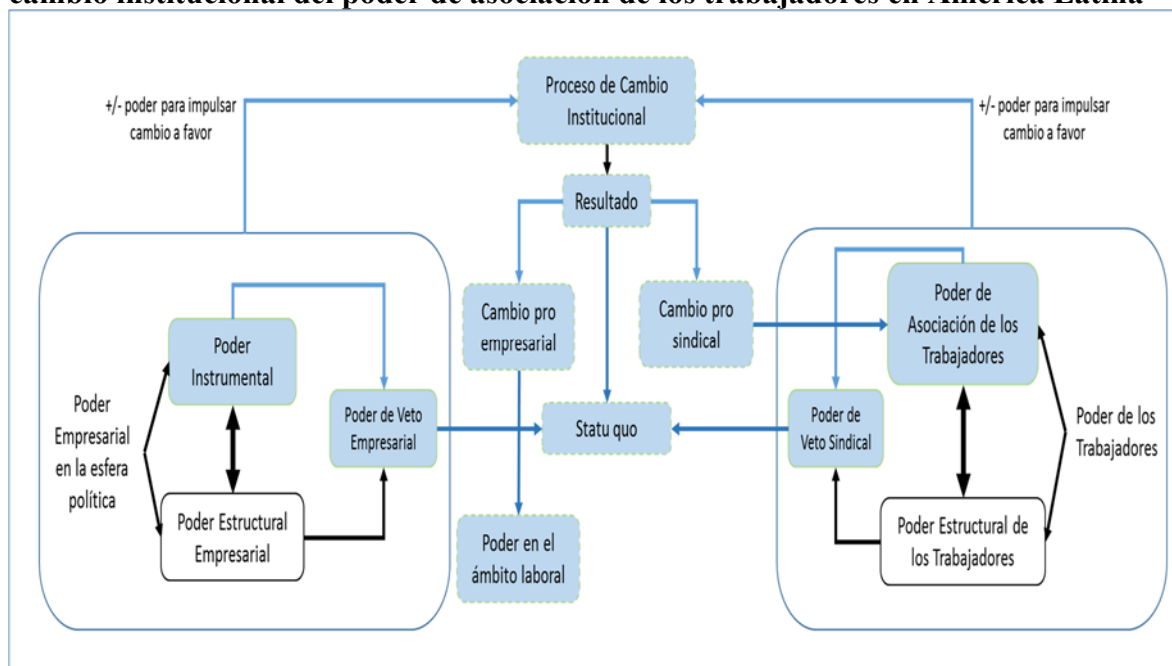 cambio institucional del poder de asociación de los trabajadores en América Latina
+/- poder para impulsar
cambio a favor
Proceso de Cambio
Institucional
+/- poder para impulsar
cambio a favor
Resultado
Cambio pro
empresarial
Cambio pro
sindical
Poder de
Asociación de los
Trabajadores
Poder
Instrumental
Poder
Empresarial
en la esfera
política
Poder de Veto
Empresarial
Statu quo
Poder de
Veto Sindical
Poder de los
Trabajadores
Poder Estructural
Empresarial
Poder en el
ámbito laboral
Poder Estructural de
los Trabajadores